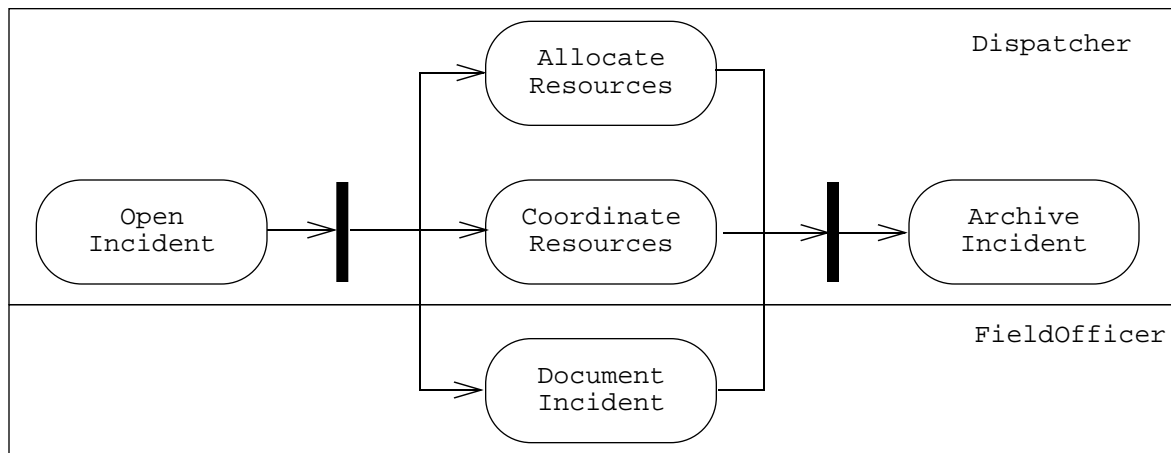 Dispatcher
Allocate
Resources
Open
Incident
Coordinate
Resources
Archive
Incident
FieldOfficer
Document
Incident